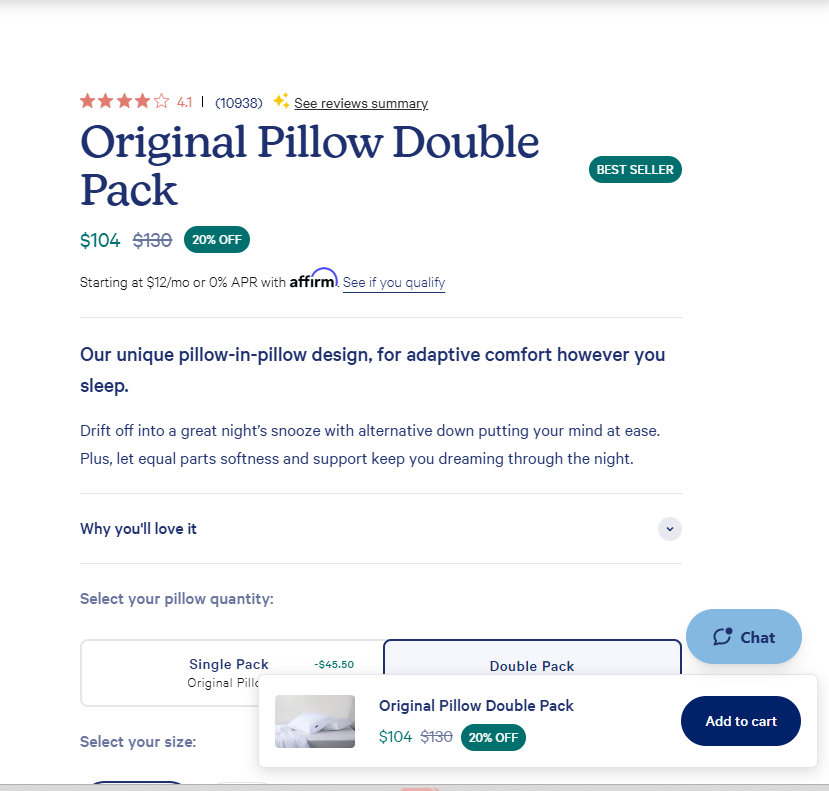 4.1 | (10938) See reviews summary
Original Pillow Double
Pack
BEST SELLER
$104 $130 20% OFF
Starting at $12/mo or 0% APR with affirm. See if you qualify
Our unique pillow-in-pillow design, for adaptive comfort however you
sleep.
Drift off into a great night’s snooze with alternative down putting your mind at ease.
Plus, let equal parts softness and support keep you dreaming through the night.
Why you'll love it
Select your pillow quantity:
Chat
Single Pack -$45.50
Original
Double Pack
Original Pillow Double Pack
$104 $130 20% OFF
Add to cart
Select your size: